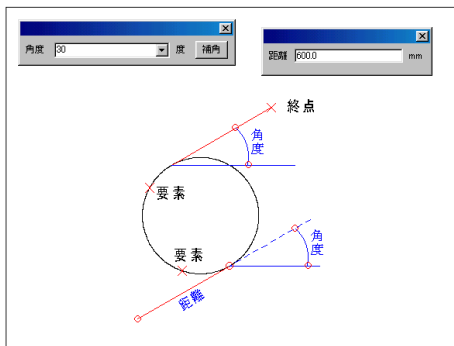 角度 30 度 補角
距離 600.0 mm
終点
角度
要素
要素
角度
距離